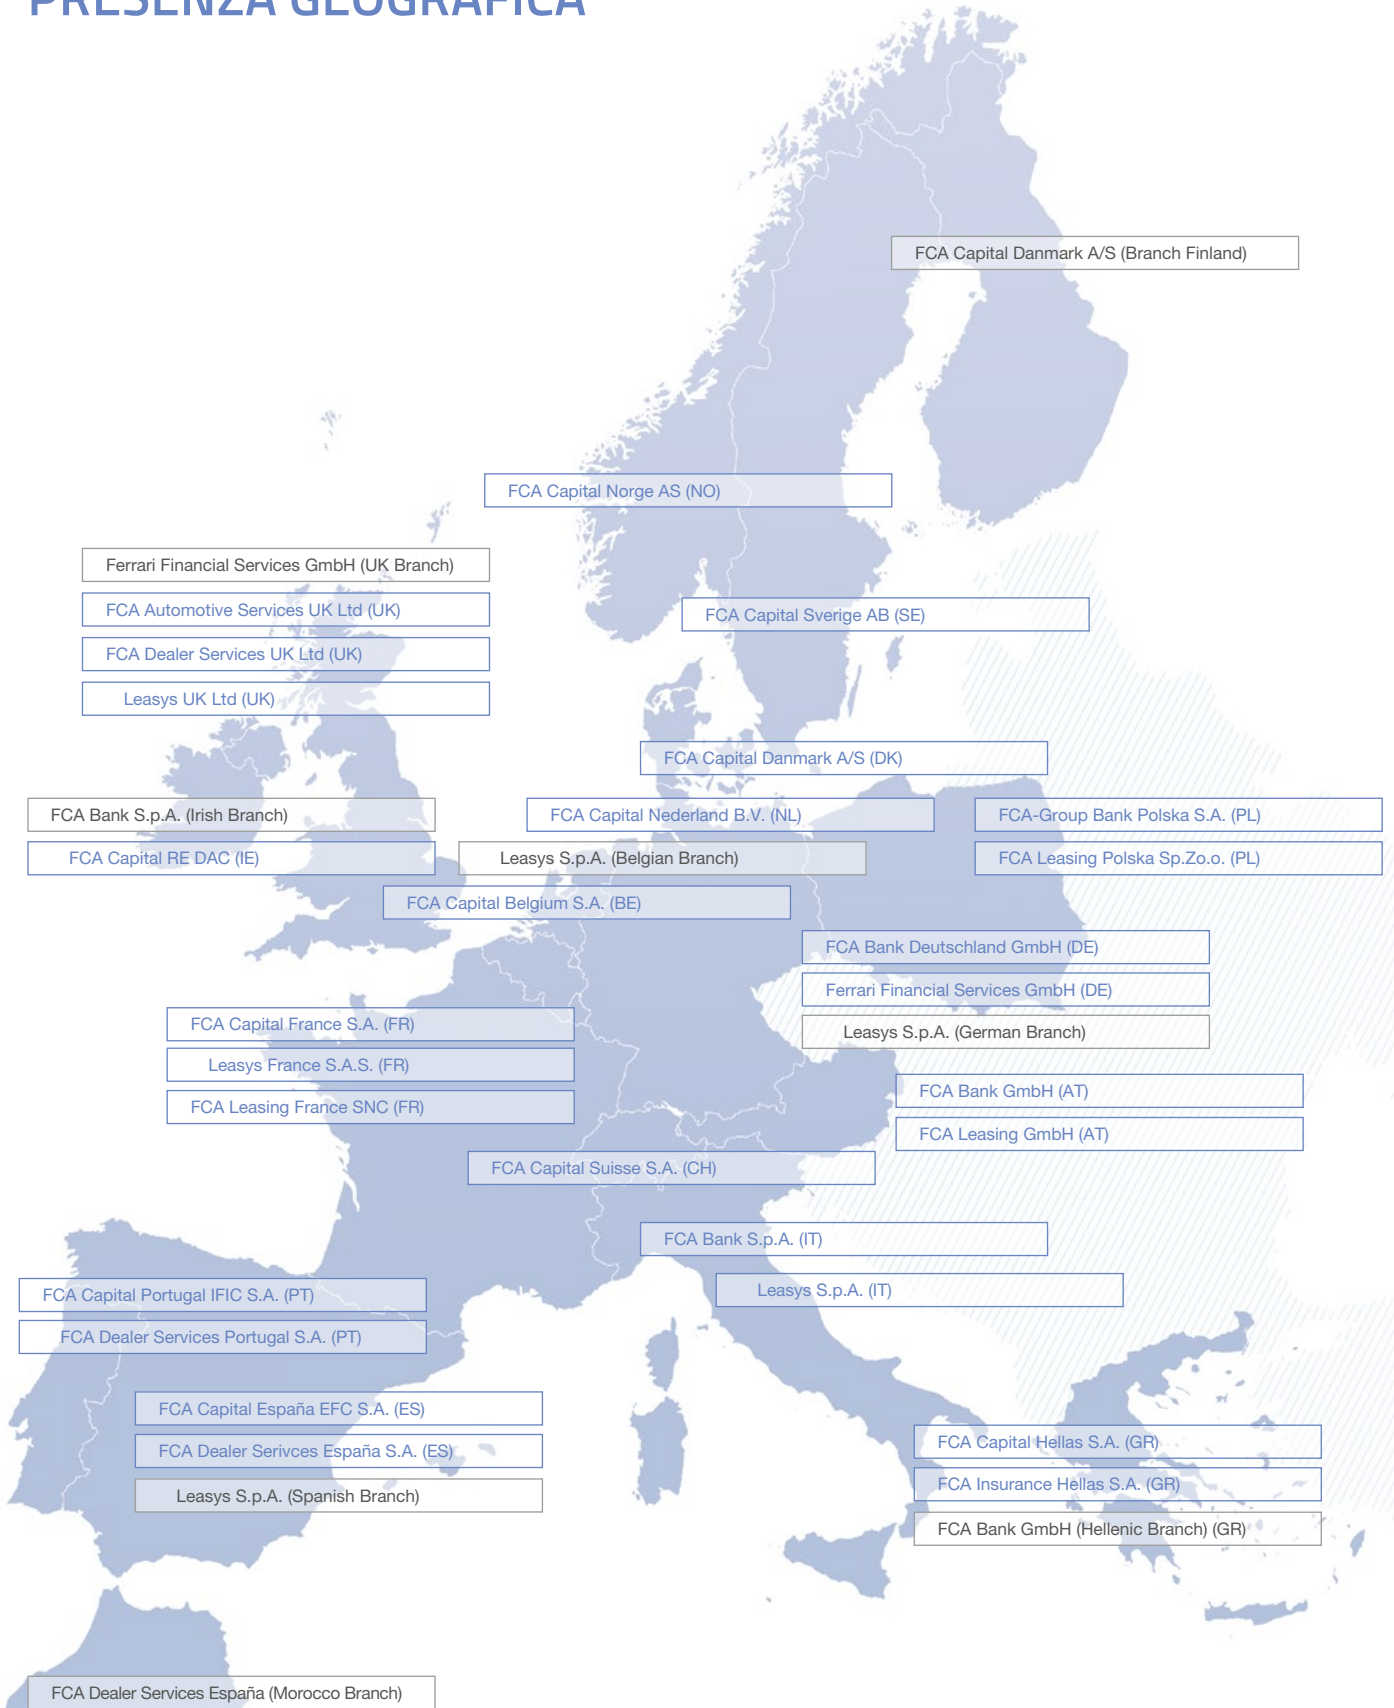 PRESENZA GEOGRAFICA
FCA Capital Danmark A/S (Branch Finland)
FCA Capital Norge AS (NO)
Ferrari Financial Services GmbH (UK Branch)
FCA Automotive Services UK Ltd (UK)
FCA Capital Sverige AB (SE)
FCA Dealer Services UK Ltd (UK)
Leasys UK Ltd (UK)
FCA Capital Danmark A/S (DK)
FCA Bank S.p.A. (Irish Branch)
FCA Capital Nederland B.V. (NL)
FCA-Group Bank Polska S.A. (PL)
FCA Capital RE DAC (IE)
Leasys S.p.A. (Belgian Branch)
FCA Leasing Polska Sp.Zo.o. (PL)
FCA Capital Belgium S.A. (BE)
FCA Bank Deutschland GmbH (DE)
Ferrari Financial Services GmbH (DE)
FCA Capital France S.A. (FR)
Leasys S.p.A. (German Branch)
Leasys France S.A.S. (FR)
FCA Bank GmbH (AT)
FCA Leasing France SNC (FR)
FCA Leasing GmbH (AT)
FCA Capital Suisse S.A. (CH)
FCA Bank S.p.A. (IT)
Leasys S.p.A. (IT)
FCA Capital Portugal IFIC S.A. (PT)
FCA Dealer Services Portugal S.A. (PT)
FCA Capital España EFC S.A. (ES)
FCA Capital Hellas S.A. (GR)
FCA Dealer Serivces España S.A. (ES)
FCA Insurance Hellas S.A. (GR)
Leasys S.p.A. (Spanish Branch)
FCA Bank GmbH (Hellenic Branch) (GR)
FCA Dealer Services España (Morocco Branch)